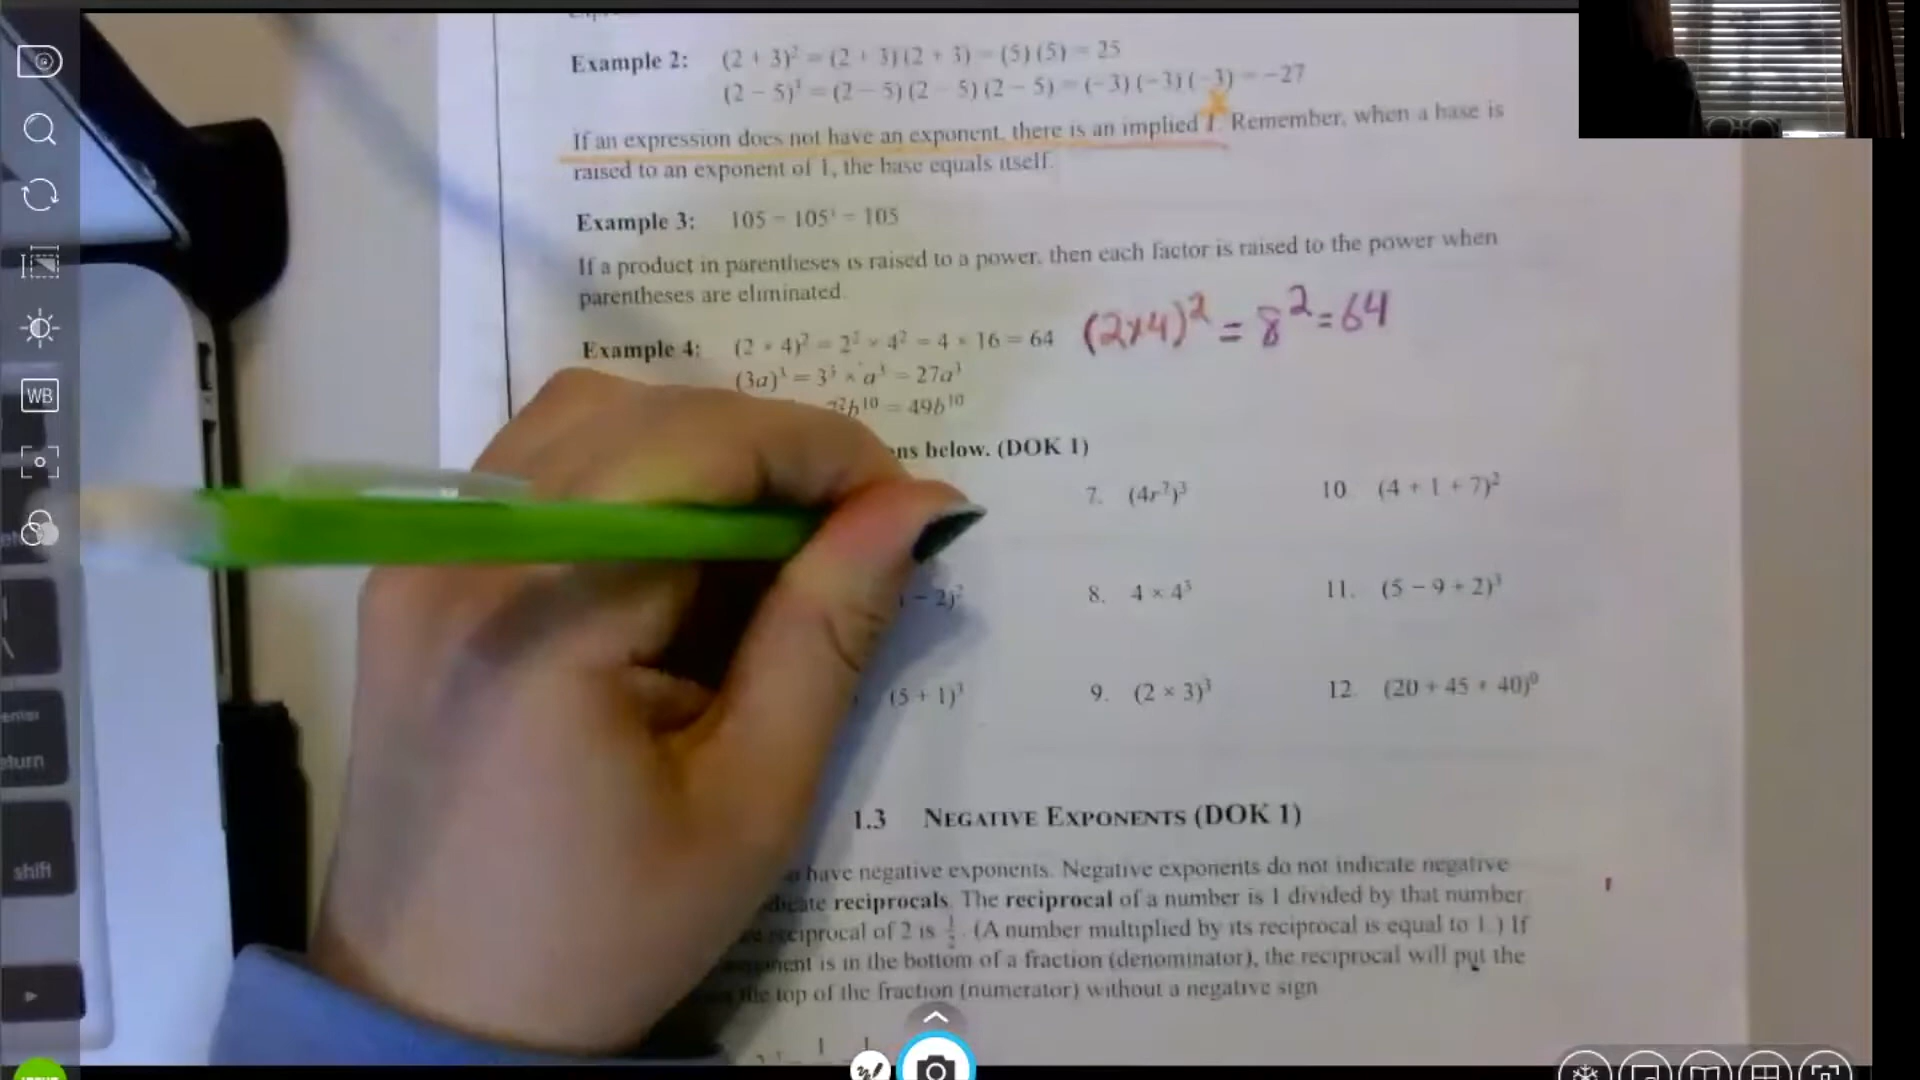 Example 2: (2 + 3)² = (2 + 3)(2 + 3) = (5)(5) = 25
(2 − 5)³ = (2 − 5)(2 − 5)(2 − 5) = (−3)(−3)(−3) = −27
If an expression does not have an exponent, there is an implied 1. Remember, when a base is
raised to an exponent of 1, the base equals itself.
Example 3: 105 = 105¹ = 105
If a product in parentheses is raised to a power, then each factor is raised to the power when
parentheses are eliminated.
Example 4: (2 × 4)² = 2² × 4² = 4 × 16 = 64 (2×4)² = 8² = 64
(3a)³ = 3³ × a³ = 27a³
b¹⁰ = 49b¹⁰
below. (DOK 1)
7. (4r²)³ 10. (4 + 1 + 7)²
− 2)² 8. 4 × 4³ 11. (5 − 9 + 2)³
(5 + 1)³ 9. (2 × 3)³ 12. (20 + 45 + 40)⁰
1.3 NEGATIVE EXPONENTS (DOK 1)
have negative exponents. Negative exponents do not indicate negative
reciprocals. The reciprocal of a number is 1 divided by that number
reciprocal of 2 is ½. (A number multiplied by its reciprocal is equal to 1.) If
is in the bottom of a fraction (denominator), the reciprocal will put the
the top of the fraction (numerator) without a negative sign
WB
enter
shift